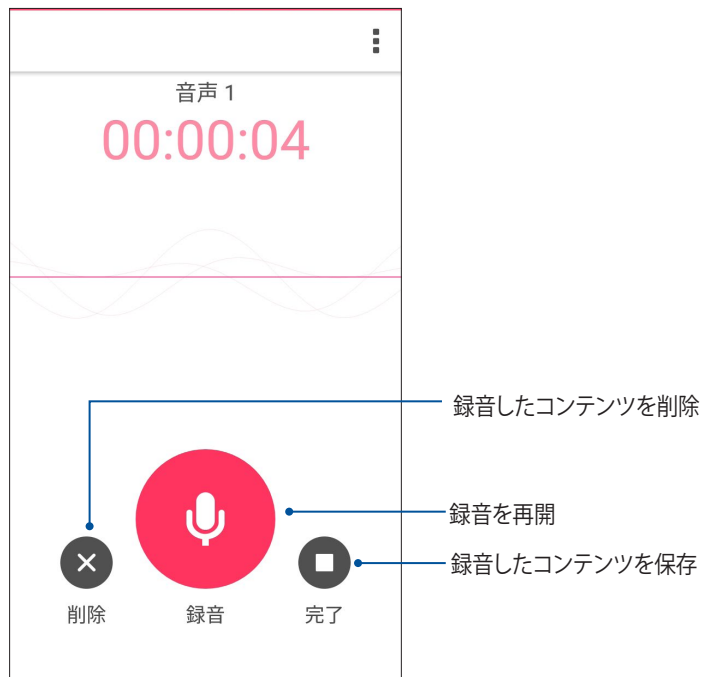 音声 1
00:00:04
録音したコンテンツを削除
録音を再開
録音したコンテンツを保存
削除
録音
完了